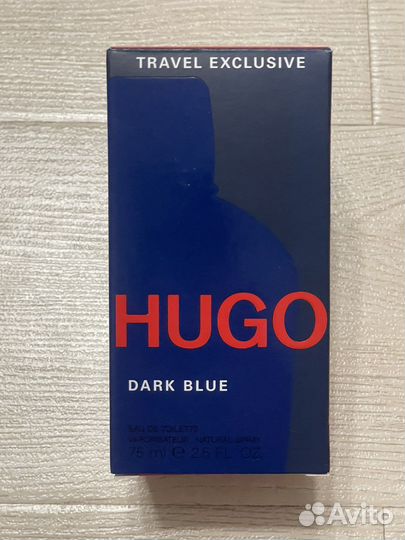 TRAVEL EXCLUSIVE
HUGO
DARK BLUE
EAU DE TOILETTE
VAPORISATEUR NATURAL SPRAY
75 ml ℮ 2.5 FL. OZ.
Avito